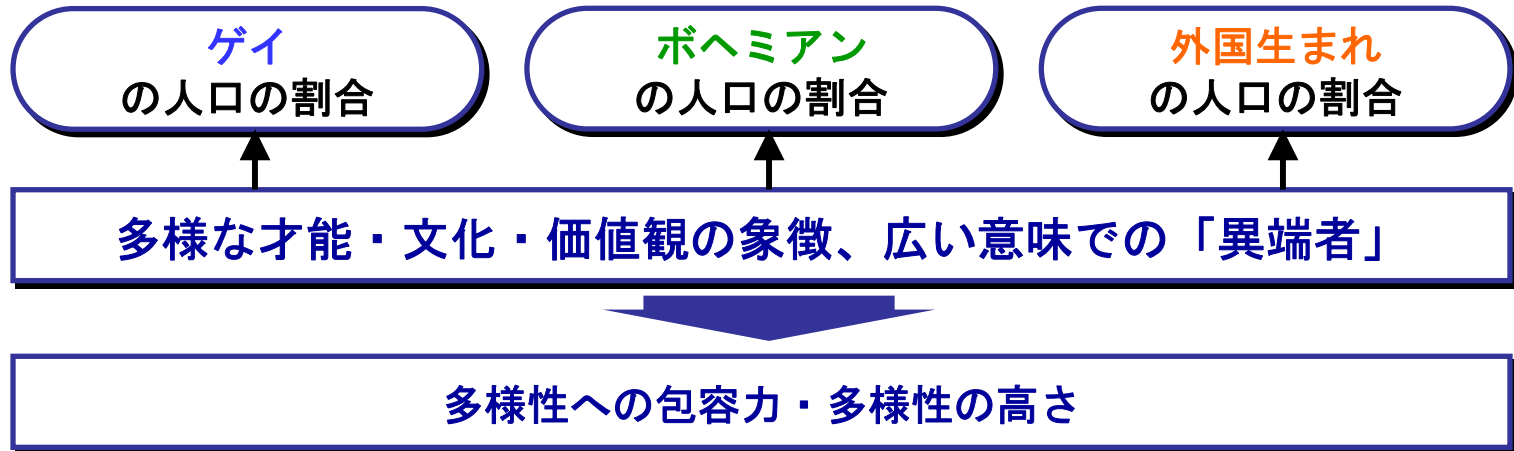 ゲイ
の人口の割合
ボヘミアン
の人口の割合
外国生まれ
の人口の割合
多様な才能・文化・価値観の象徴、広い意味での「異端者」
多様性への包容力・多様性の高さ